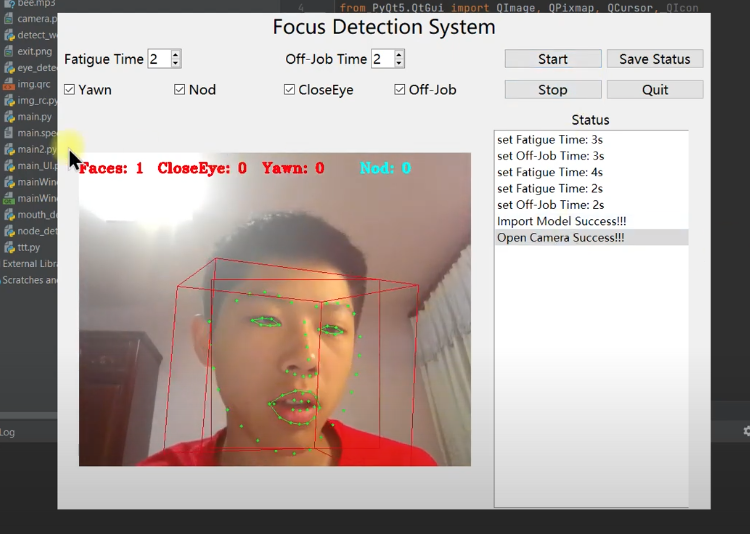 bee.mp3
from PyQt5.QtGui import QImage, QPixmap, QCursor, QIcon
camera.p
4
Focus Detection System
detect_w
exit.png
eye_detec
img.qrc
img_rc.py
main.py
main.spe
main2.py
main_UI.p
mainWin
mainWin
mouth_d
node_det
ttt.py
External Libra
Scratches and
Log
Fatigue Time 2
Off-Job Time 2
Start
Save Status
Yawn
Nod
CloseEye
Off-Job
Stop
Quit
Status
Faces: 1 CloseEye: 0 Yawn: 0 Nod: 0
set Fatigue Time: 3s
set Off-Job Time: 3s
set Fatigue Time: 4s
set Fatigue Time: 2s
set Off-Job Time: 2s
Import Model Success!!!
Open Camera Success!!!